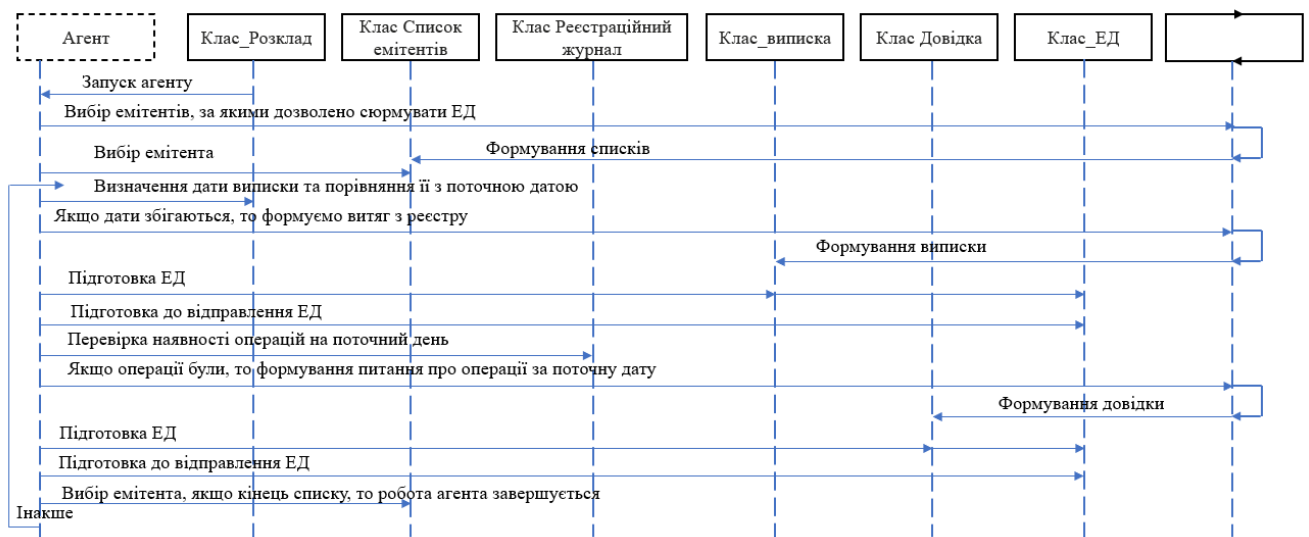 Агент
Клас_Розклад
Клас Список
емітентів
Клас Реєстраційний
журнал
Клас_виписка
Клас Довідка
Клас_ЕД
Запуск агенту
Вибір емітентів, за якими дозволено сюрмувати ЕД
Формування списків
Вибір емітента
Визначення дати виписки та порівняння її з поточною датою
Якщо дати збігаються, то формуємо витяг з реєстру
Формування виписки
Підготовка ЕД
Підготовка до відправлення ЕД
Перевірка наявності операцій на поточний день
Якщо операції були, то формування питання про операції за поточну дату
Формування довідки
Підготовка ЕД
Підготовка до відправлення ЕД
Вибір емітента, якщо кінець списку, то робота агента завершується
Інакше